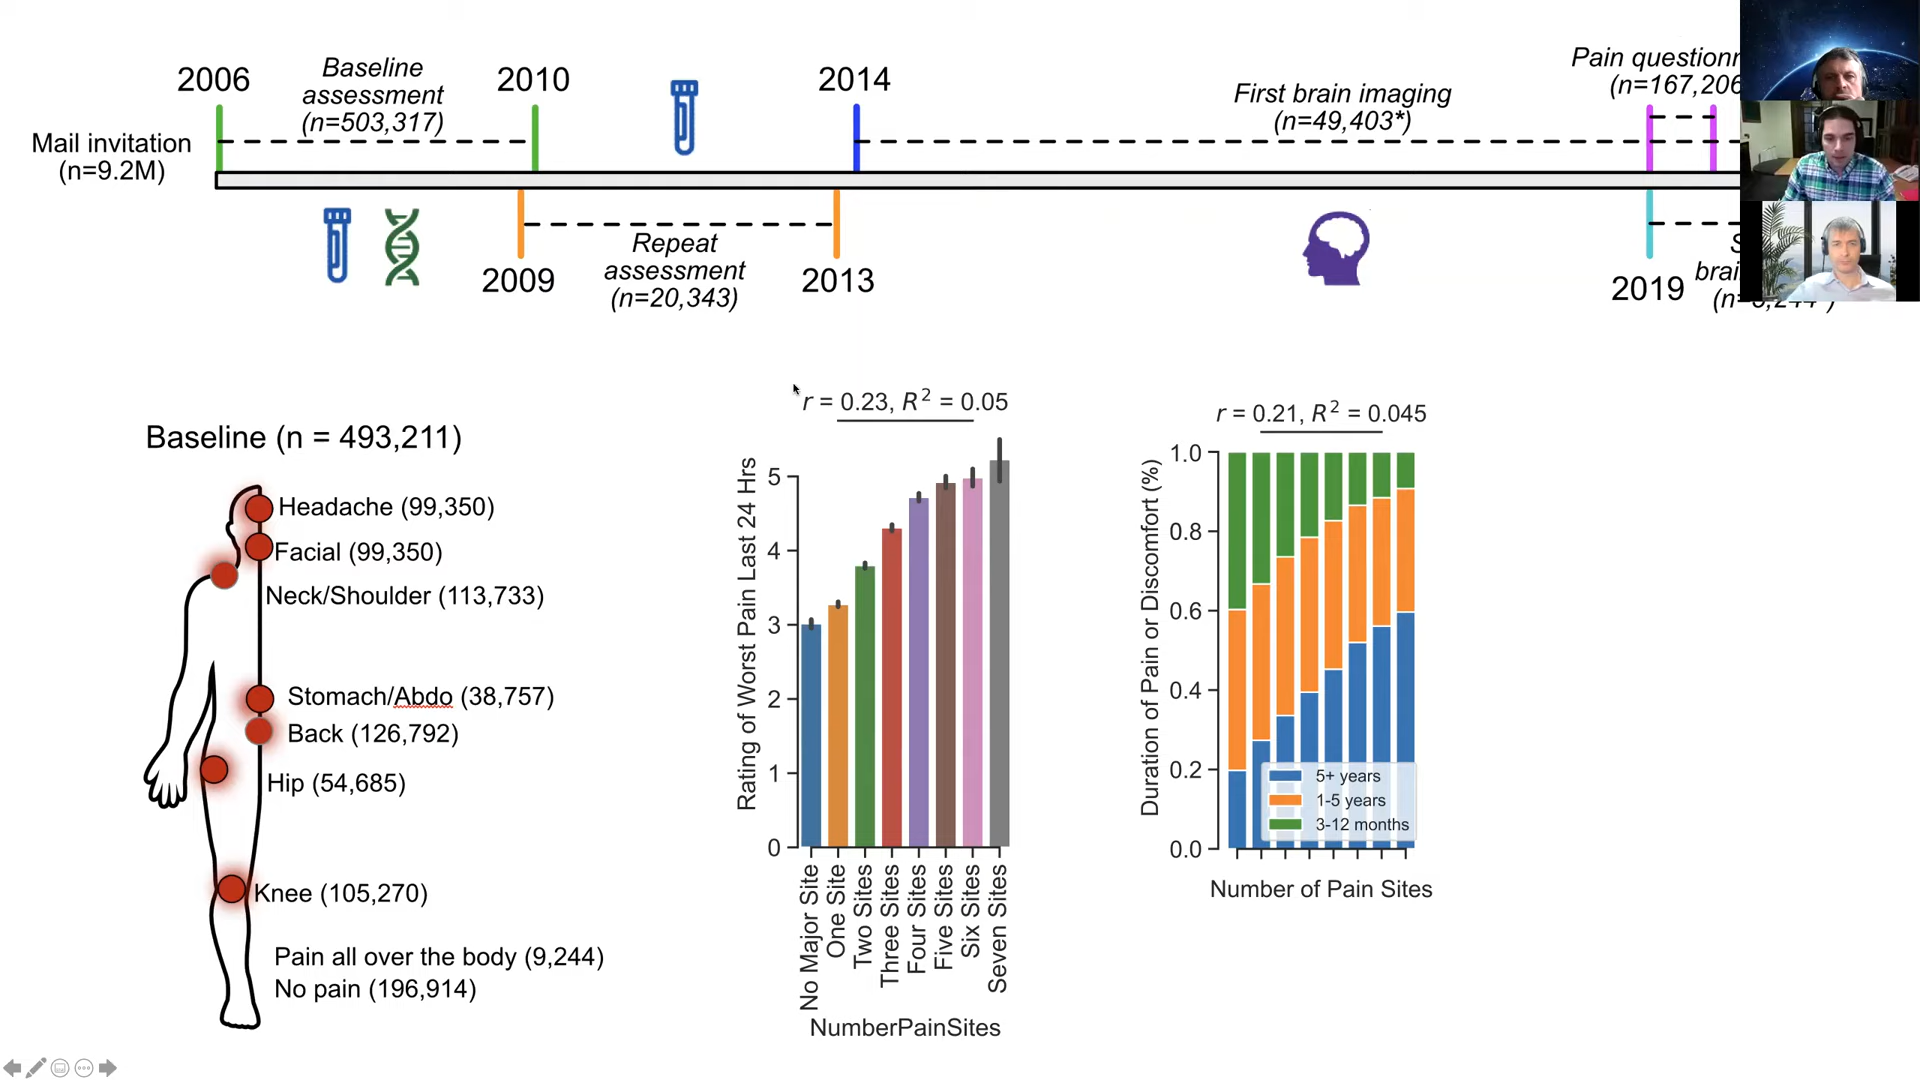 2006
Baseline
assessment
(n=503,317)
2010
2014
First brain imaging
(n=49,403*)
Pain
(n=167,206
Mail invitation
(n=9.2M)
2009
Repeat
assessment
(n=20,343)
2013
2019
Baseline (n = 493,211)
Headache (99,350)
Facial (99,350)
Neck/Shoulder (113,733)
Stomach/Abdo (38,757)
Back (126,792)
Hip (54,685)
Knee (105,270)
Pain all over the body (9,244)
No pain (196,914)
r = 0.23, R² = 0.05
Rating of Worst Pain Last 24 Hrs
5
4
3
2
1
0
No Major Site
One Site
Two Sites
Three Sites
Four Sites
Five Sites
Six Sites
Seven Sites
NumberPainSites
r = 0.21, R² = 0.045
Duration of Pain or Discomfort (%)
1.0
0.8
0.6
0.4
0.2
0.0
5+ years
1-5 years
3-12 months
Number of Pain Sites